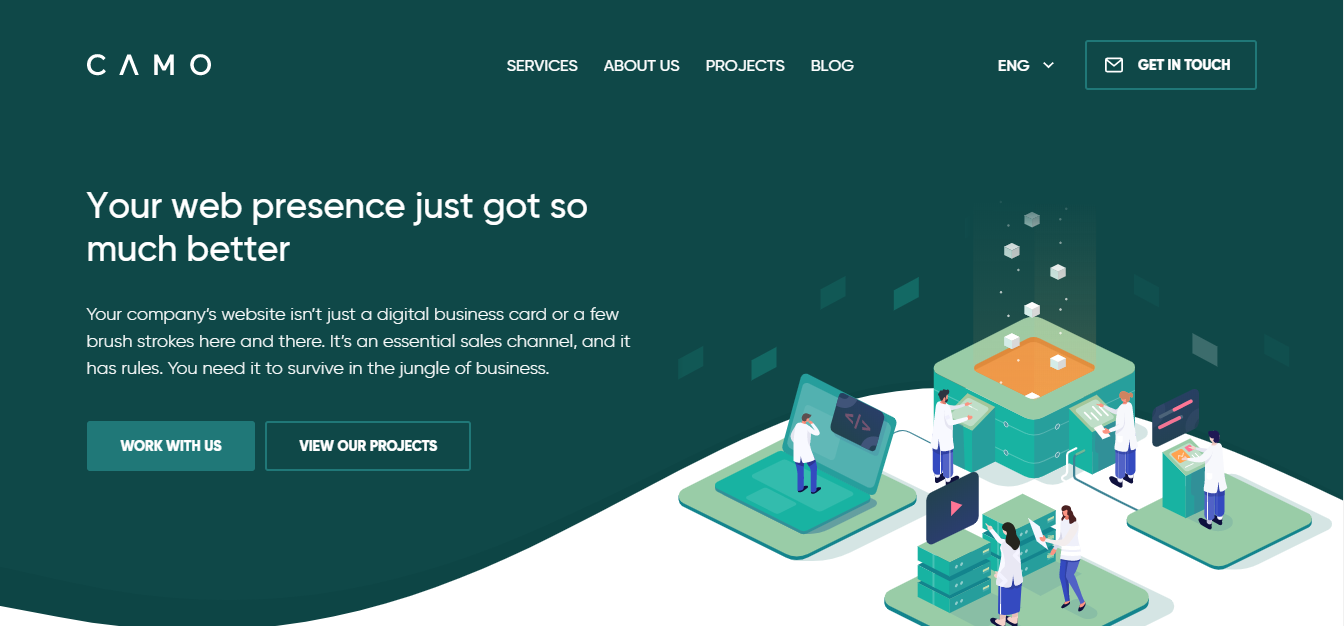 CAMO
SERVICES
ABOUT US
PROJECTS
BLOG
ENG
GET IN TOUCH
Your web presence just got so
much better
Your company’s website isn’t just a digital business card or a few
brush strokes here and there. It’s an essential sales channel, and it
has rules. You need it to survive in the jungle of business.
WORK WITH US
VIEW OUR PROJECTS
</>